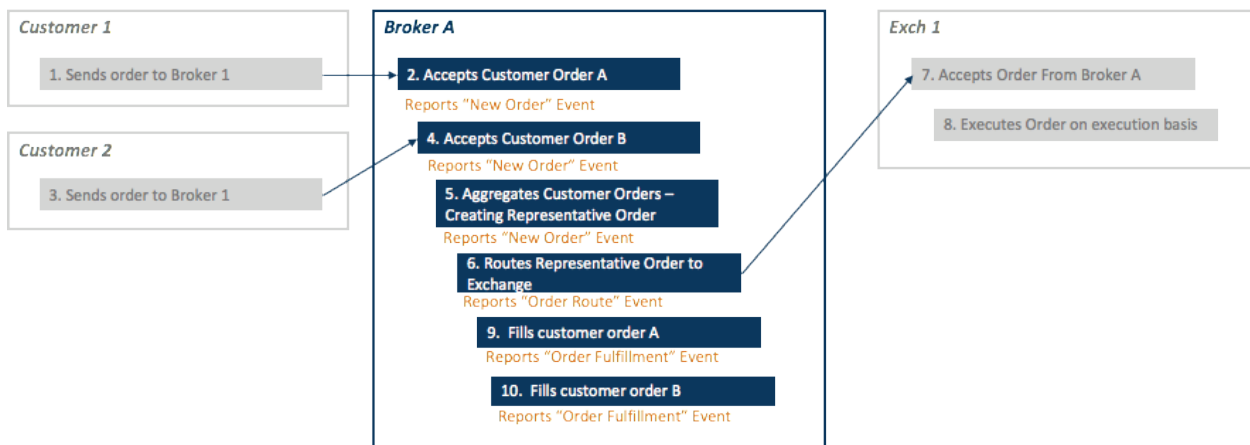 Customer 1
1. Sends order to Broker 1
Customer 2
3. Sends order to Broker 1
Broker A
2. Accepts Customer Order A
Reports “New Order” Event
4. Accepts Customer Order B
Reports “New Order” Event
5. Aggregates Customer Orders –
Creating Representative Order
Reports “New Order” Event
6. Routes Representative Order to
Exchange
Reports “Order Route” Event
9. Fills customer order A
Reports “Order Fulfillment” Event
10. Fills customer order B
Reports “Order Fulfillment” Event
Exch 1
7. Accepts Order From Broker A
8. Executes Order on execution basis